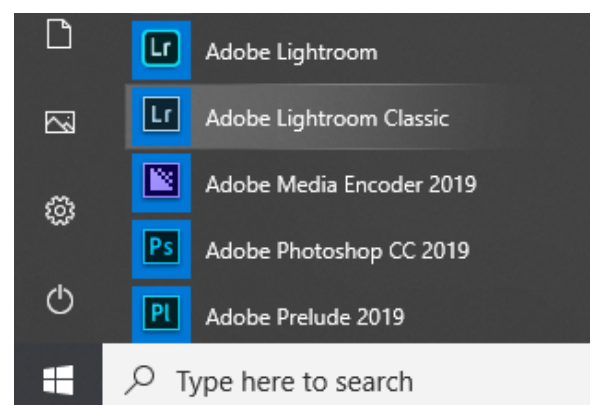 Lr Adobe Lightroom
Lr Adobe Lightroom Classic
Adobe Media Encoder 2019
Ps Adobe Photoshop CC 2019
Pl Adobe Prelude 2019
Type here to search